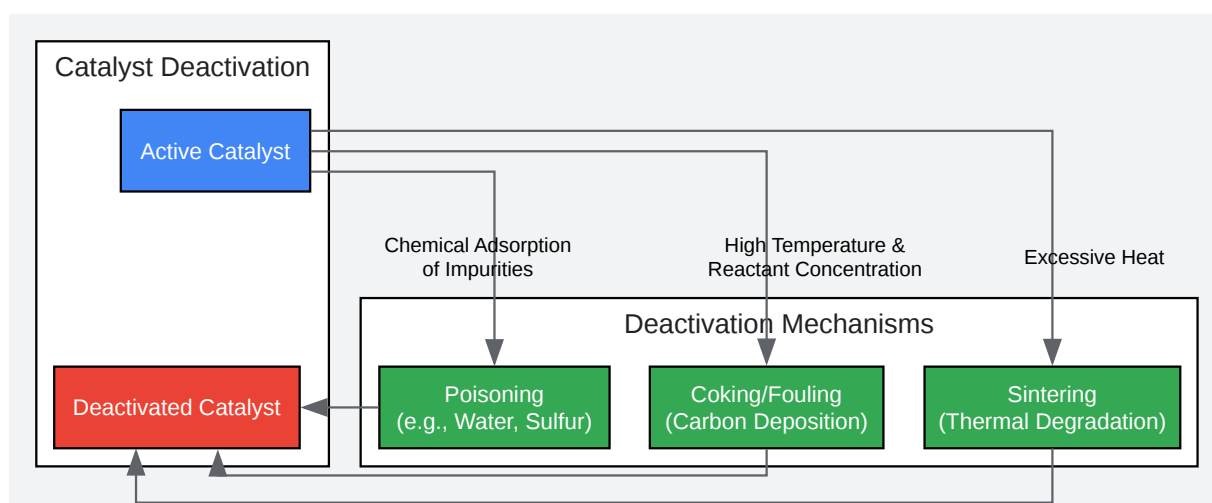 Catalyst Deactivation
Active Catalyst
Chemical Adsorption
of Impurities
High Temperature &
Reactant Concentration
Excessive Heat
Deactivation Mechanisms
Deactivated Catalyst
Poisoning
(e.g., Water, Sulfur)
Coking/Fouling
(Carbon Deposition)
Sintering
(Thermal Degradation)